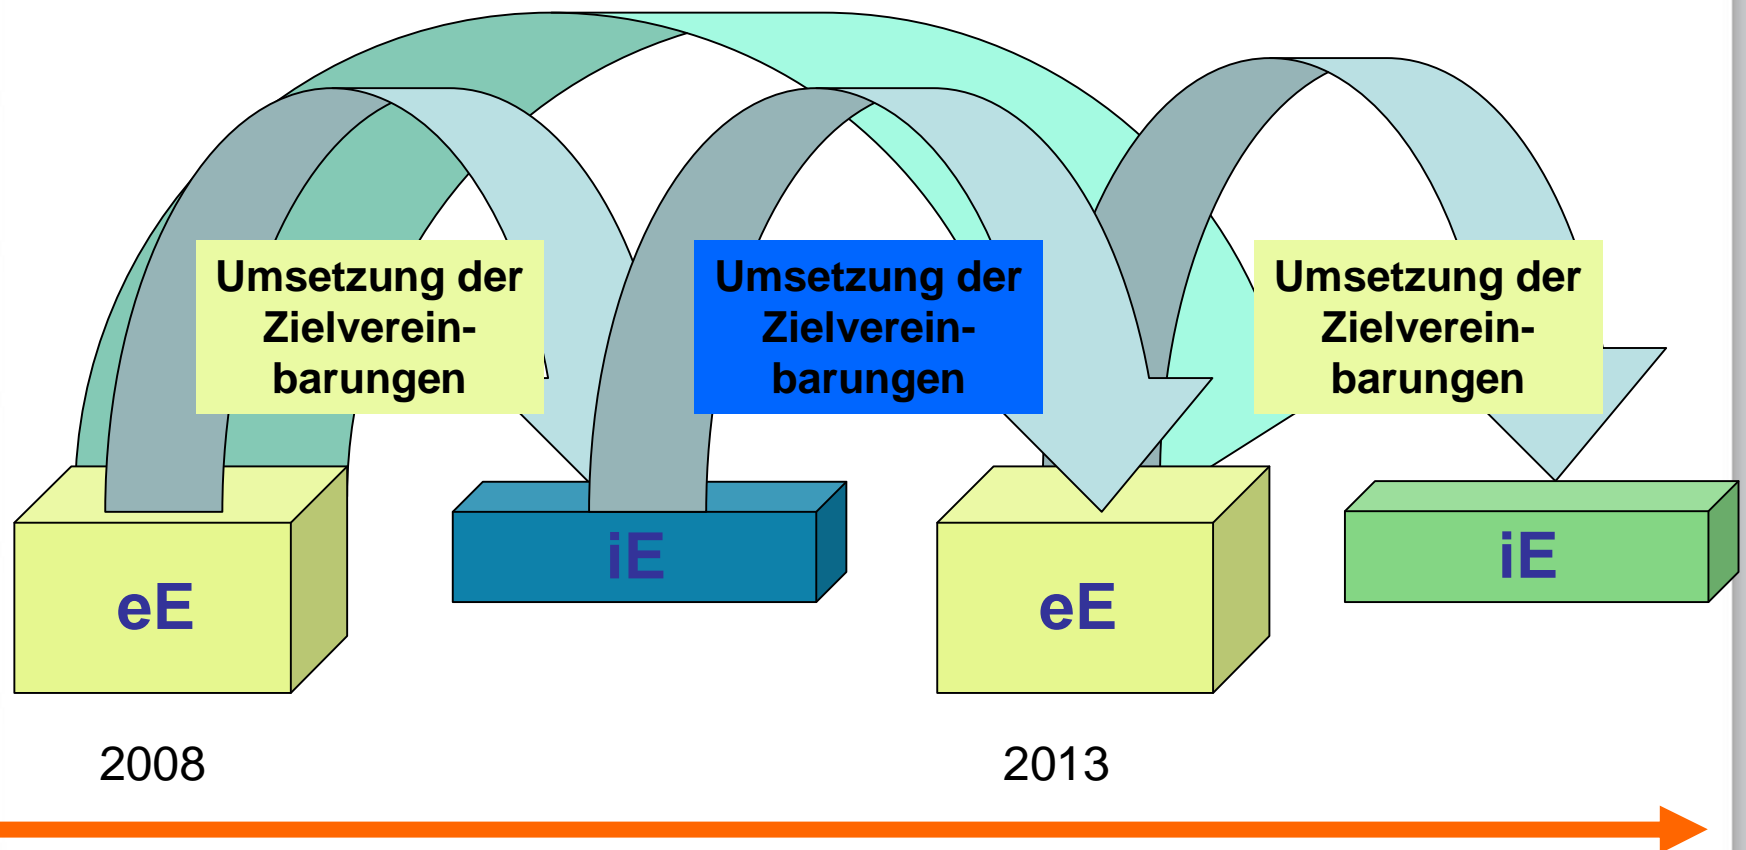 Umsetzung der
Zielverein-
barungen
Umsetzung der
Zielverein-
barungen
Umsetzung der
Zielverein-
barungen
eE
iE
eE
iE
2008
2013